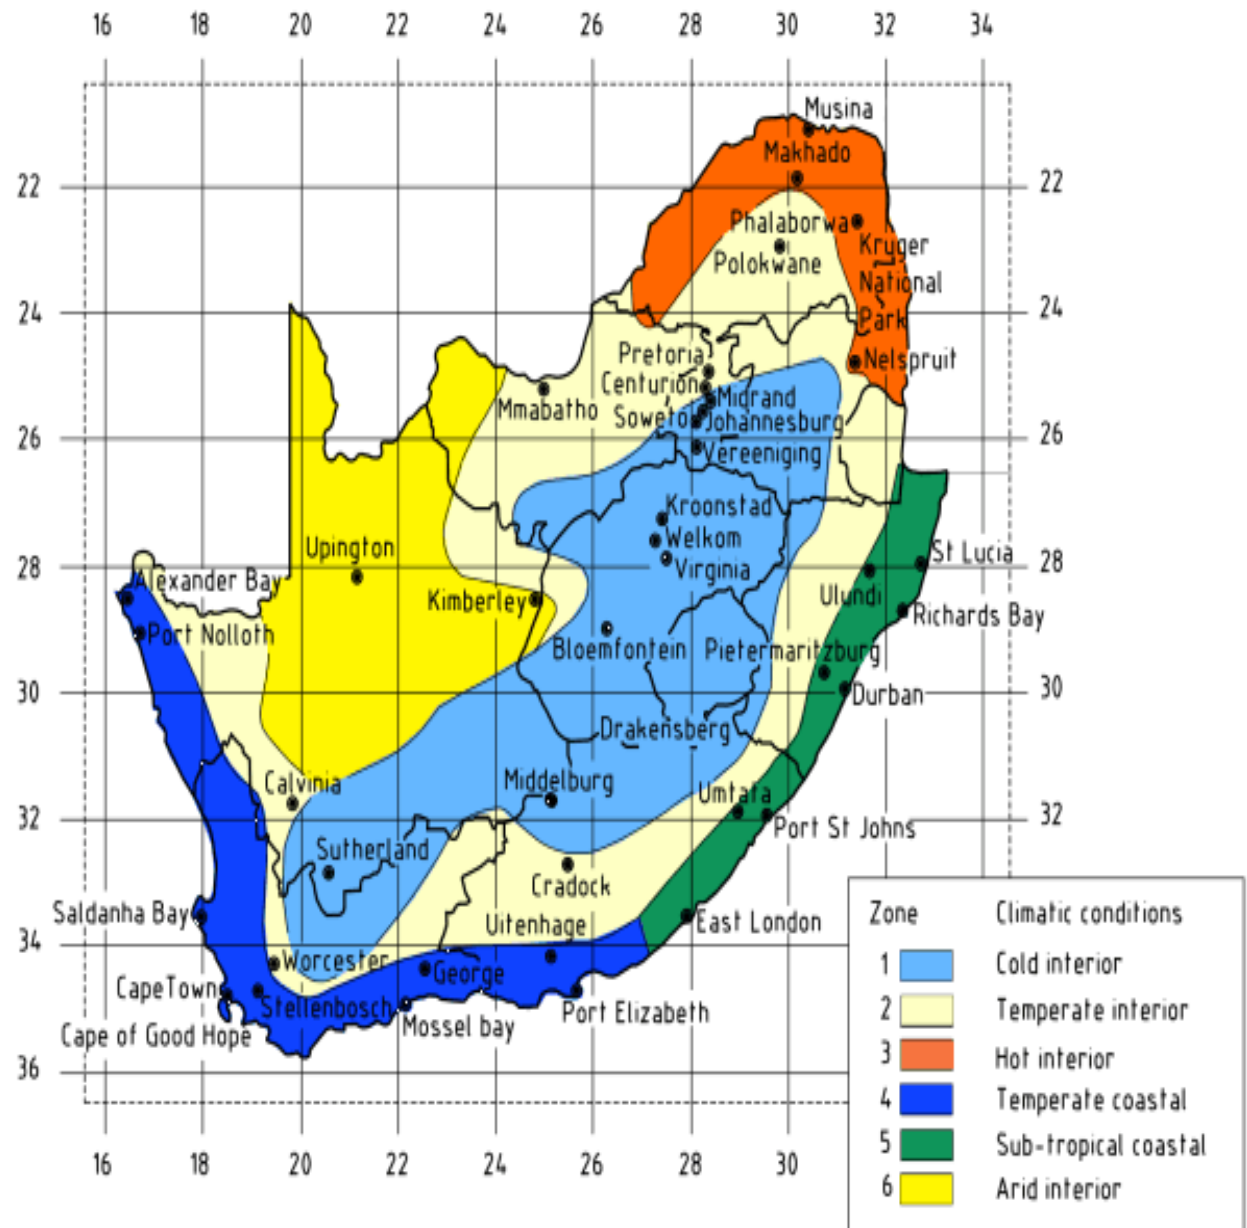 16 18 20 22 24 26 28 30 32 34
Musina
Makhado
22 22
Phalaborwa
Kruger
Polokwane
National
24 24
Park
Pretoria
Nelspruit
Centurion
Midrand
Mmabatho
Soweto
Johannesburg
26 26
Vereeniging
Kroonstad
Welkom
Upington
St Lucia
28 28
Virginia
Alexander Bay
Ulundi
Kimberley
Richards Bay
Port Nolloth
Bloemfontein
Pietermaritzburg
30 30
Durban
Drakensberg
Calvinia
Middelburg
Umtafa
32 32
Port St Johns
Sutherland
Cradock
Saldanha Bay
Uitenhage
East London
34
Worcester
George
CapeTown
Stellenbosch
Mossel bay
Port Elizabeth
Cape of Good Hope
36
16 18 20 22 24 26 28 30
Zone Climatic conditions
1 Cold interior
2 Temperate interior
3 Hot interior
4 Temperate coastal
5 Sub-tropical coastal
6 Arid interior